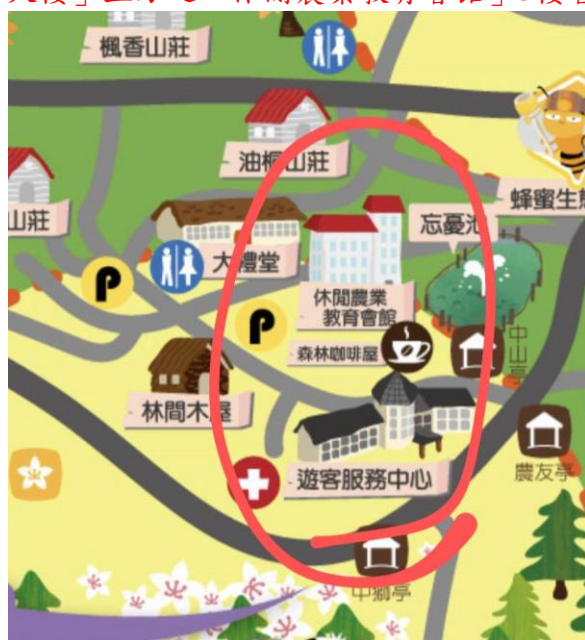 楓香山莊
油桐山莊
山莊
蜂蜜生態
忘憂池
大禮堂
P
休閒農業
教育會館
P
森林咖啡屋
中山亭
林間木屋
遊客服務中心
農友亭
中獅亭